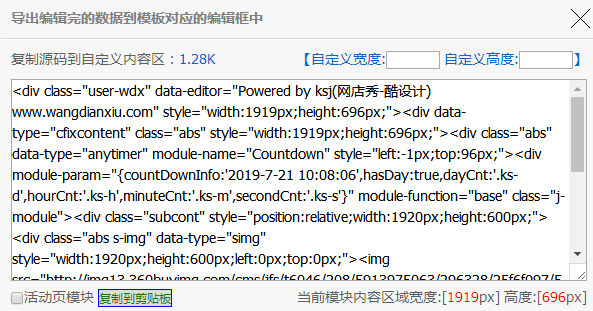 导出编辑完的数据到模板对应的编辑框中
复制源码到自定义内容区：1.28K 【自定义宽度: 自定义高度: 】
<div class="user-wdx" data-editor="Powered by ksj(网店秀-酷设计)
www.wangdianxiu.com" style="width:1919px;height:696px;"><div data-
type="cfixcontent" class="abs" style="width:1919px;height:696px;"><div class="abs"
data-type="anytimer" module-name="Countdown" style="left:-1px;top:96px;"><div
module-param="{countDownInfo:'2019-7-21 10:08:06',hasDay:true,dayCnt:'.ks-
d',hourCnt:'.ks-h',minuteCnt:'.ks-m',secondCnt:'.ks-s'}" module-function="base" class="j-
module"><div class="subcont" style="position:relative;width:1920px;height:600px;">
<div class="abs s-img" data-type="simg"
style="width:1920px;height:600px;left:0px;top:0px;"><img
活动页模块 复制到剪贴板 当前模块内容区域宽度:[1919px] 高度:[696px]